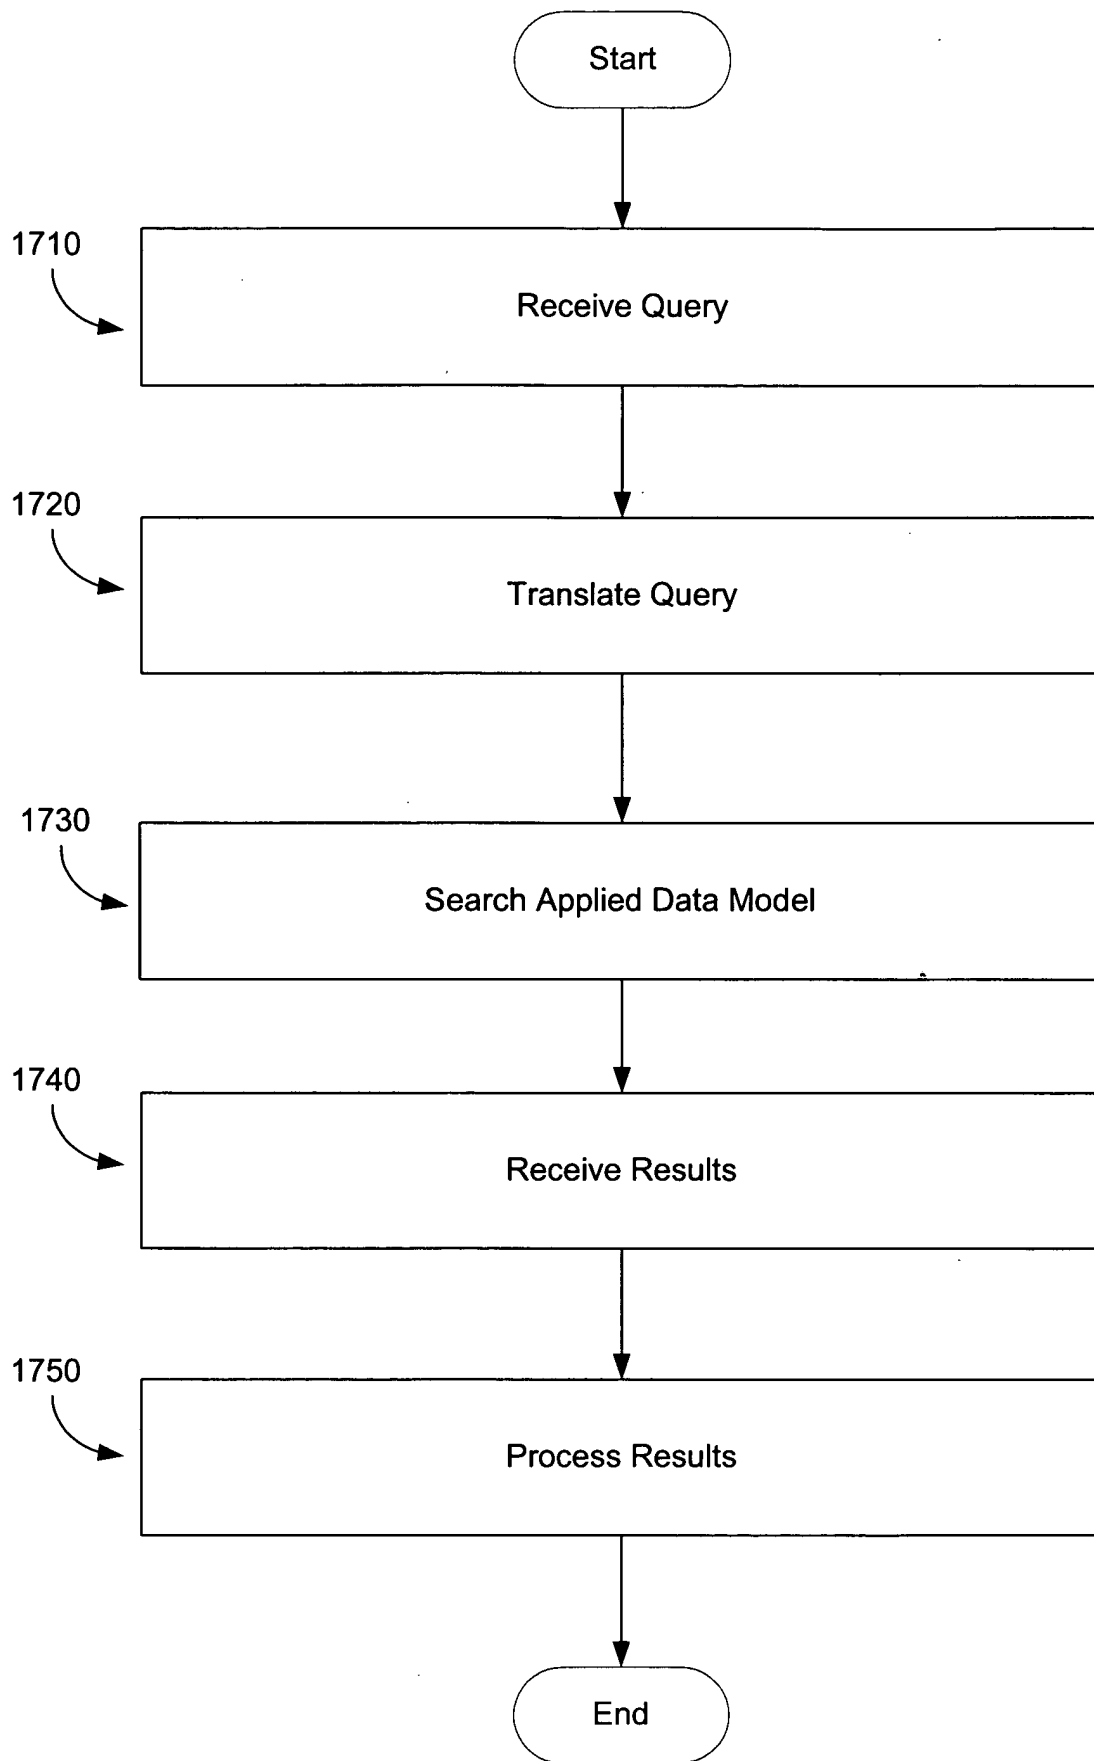 Start
1710
Receive Query
1720
Translate Query
1730
Search Applied Data Model
1740
Receive Results
1750
Process Results
End